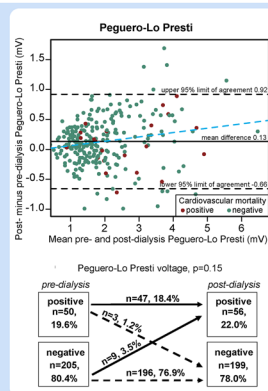 Peguero-Lo Presti
Post- minus pre-dialysis Peguero-Lo Presti (mV)
1.5
1.0
0.5
0.0
-0.5
-1.0
upper 95% limit of agreement 0.92
mean difference 0.13
lower 95% limit of agreement -0.66
Cardiovascular mortality
positive negative
1 2 3 4 5 6
Mean pre- and post-dialysis Peguero-Lo Presti (mV)
Peguero-Lo Presti voltage, p=0.15
pre-dialysis post-dialysis
positive
n=50,
19.6%
n=47, 18.4%
n=3, 1.2%
positive
n=56,
22.0%
negative
n=205,
80.4%
n=9, 3.5%
n=196, 76.9%
negative
n=199,
78.0%